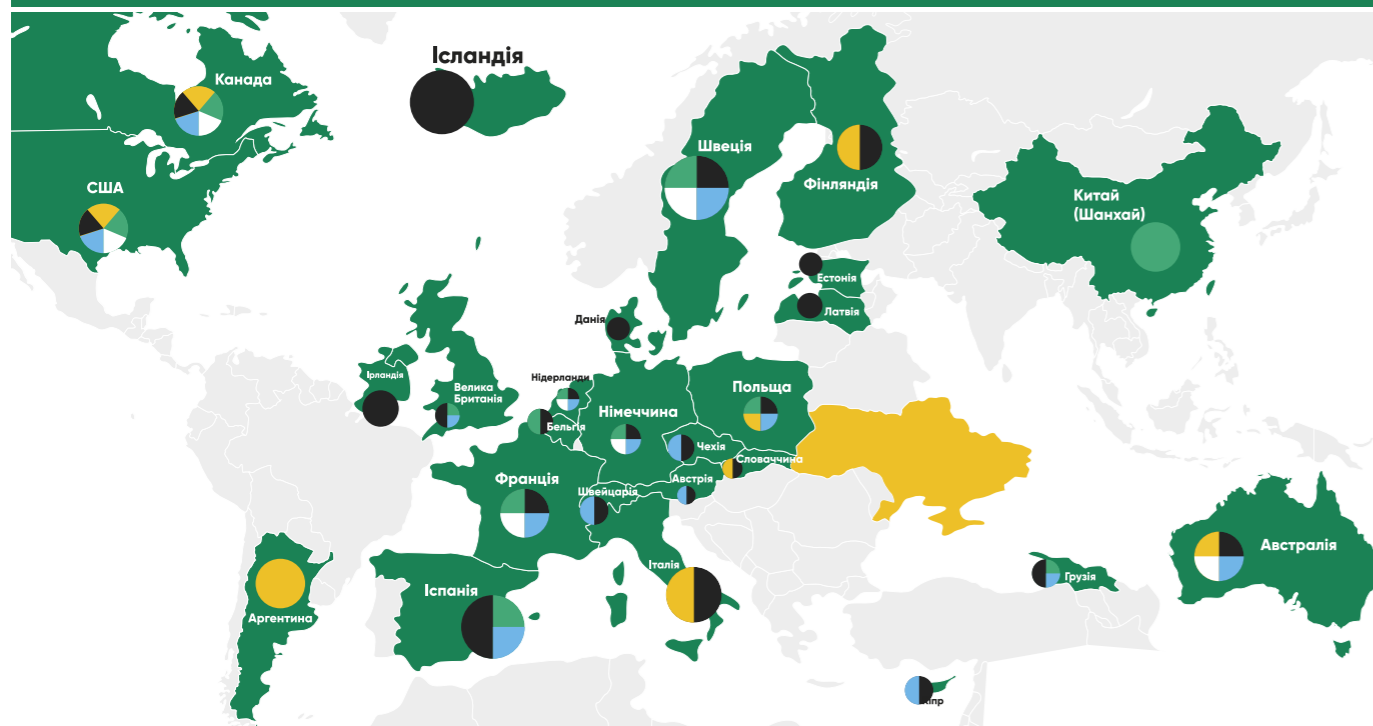 Ісландія
Канада
США
Швеція
Фінляндія
Китай
(Шанхай)
Естонія
Латвія
Данія
Ірландія
Велика
Британія
Нідерланди
Бельгія
Німеччина
Польща
Чехія
Словаччина
Австрія
Франція
Швейцарія
Італія
Іспанія
Аргентина
Грузія
Австралія